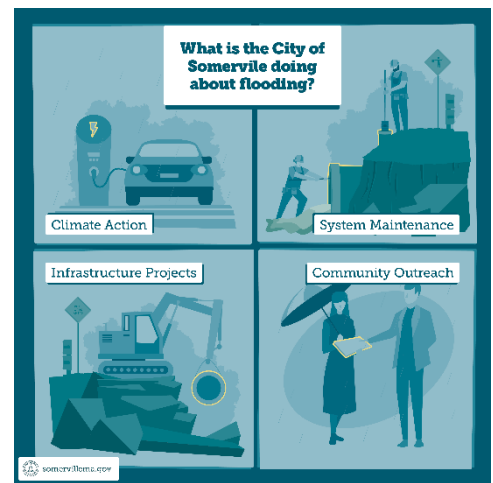 What is the City of
Somervile doing
about flooding?
Climate Action
System Maintenance
Infrastructure Projects
Community Outreach
somervillema.gov